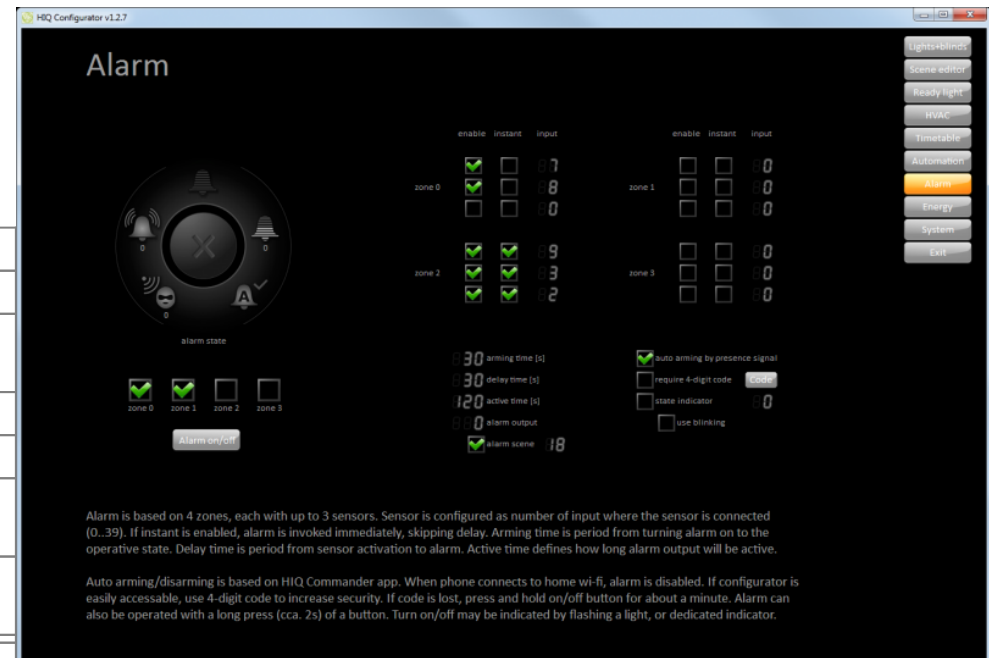 HIQ Configurator v1.2.7
Alarm
Lights+blinds
Scene editor
Ready light
HVAC
Timetable
Automation
Alarm
Energy
System
Exit
enable instant input
zone 0
7
8
0
enable instant input
zone 1
0
0
0
zone 2
9
3
2
zone 3
0
0
0
0
0
0
A
alarm state
zone 0 zone 1 zone 2 zone 3
Alarm on/off
30 arming time [s]
30 delay time [s]
120 active time [s]
0 alarm output
alarm scene 18
auto arming by presence signal
require 4-digit code Code
state indicator 0
use blinking
Alarm is based on 4 zones, each with up to 3 sensors. Sensor is configured as number of input where the sensor is connected
(0..39). If instant is enabled, alarm is invoked immediately, skipping delay. Arming time is period from turning alarm on to the
operative state. Delay time is period from sensor activation to alarm. Active time defines how long alarm output will be active.
Auto arming/disarming is based on HIQ Commander app. When phone connects to home wi-fi, alarm is disabled. If configurator is
easily accessable, use 4-digit code to increase security. If code is lost, press and hold on/off button for about a minute. Alarm can
also be operated with a long press (cca. 2s) of a button. Turn on/off may be indicated by flashing a light, or dedicated indicator.